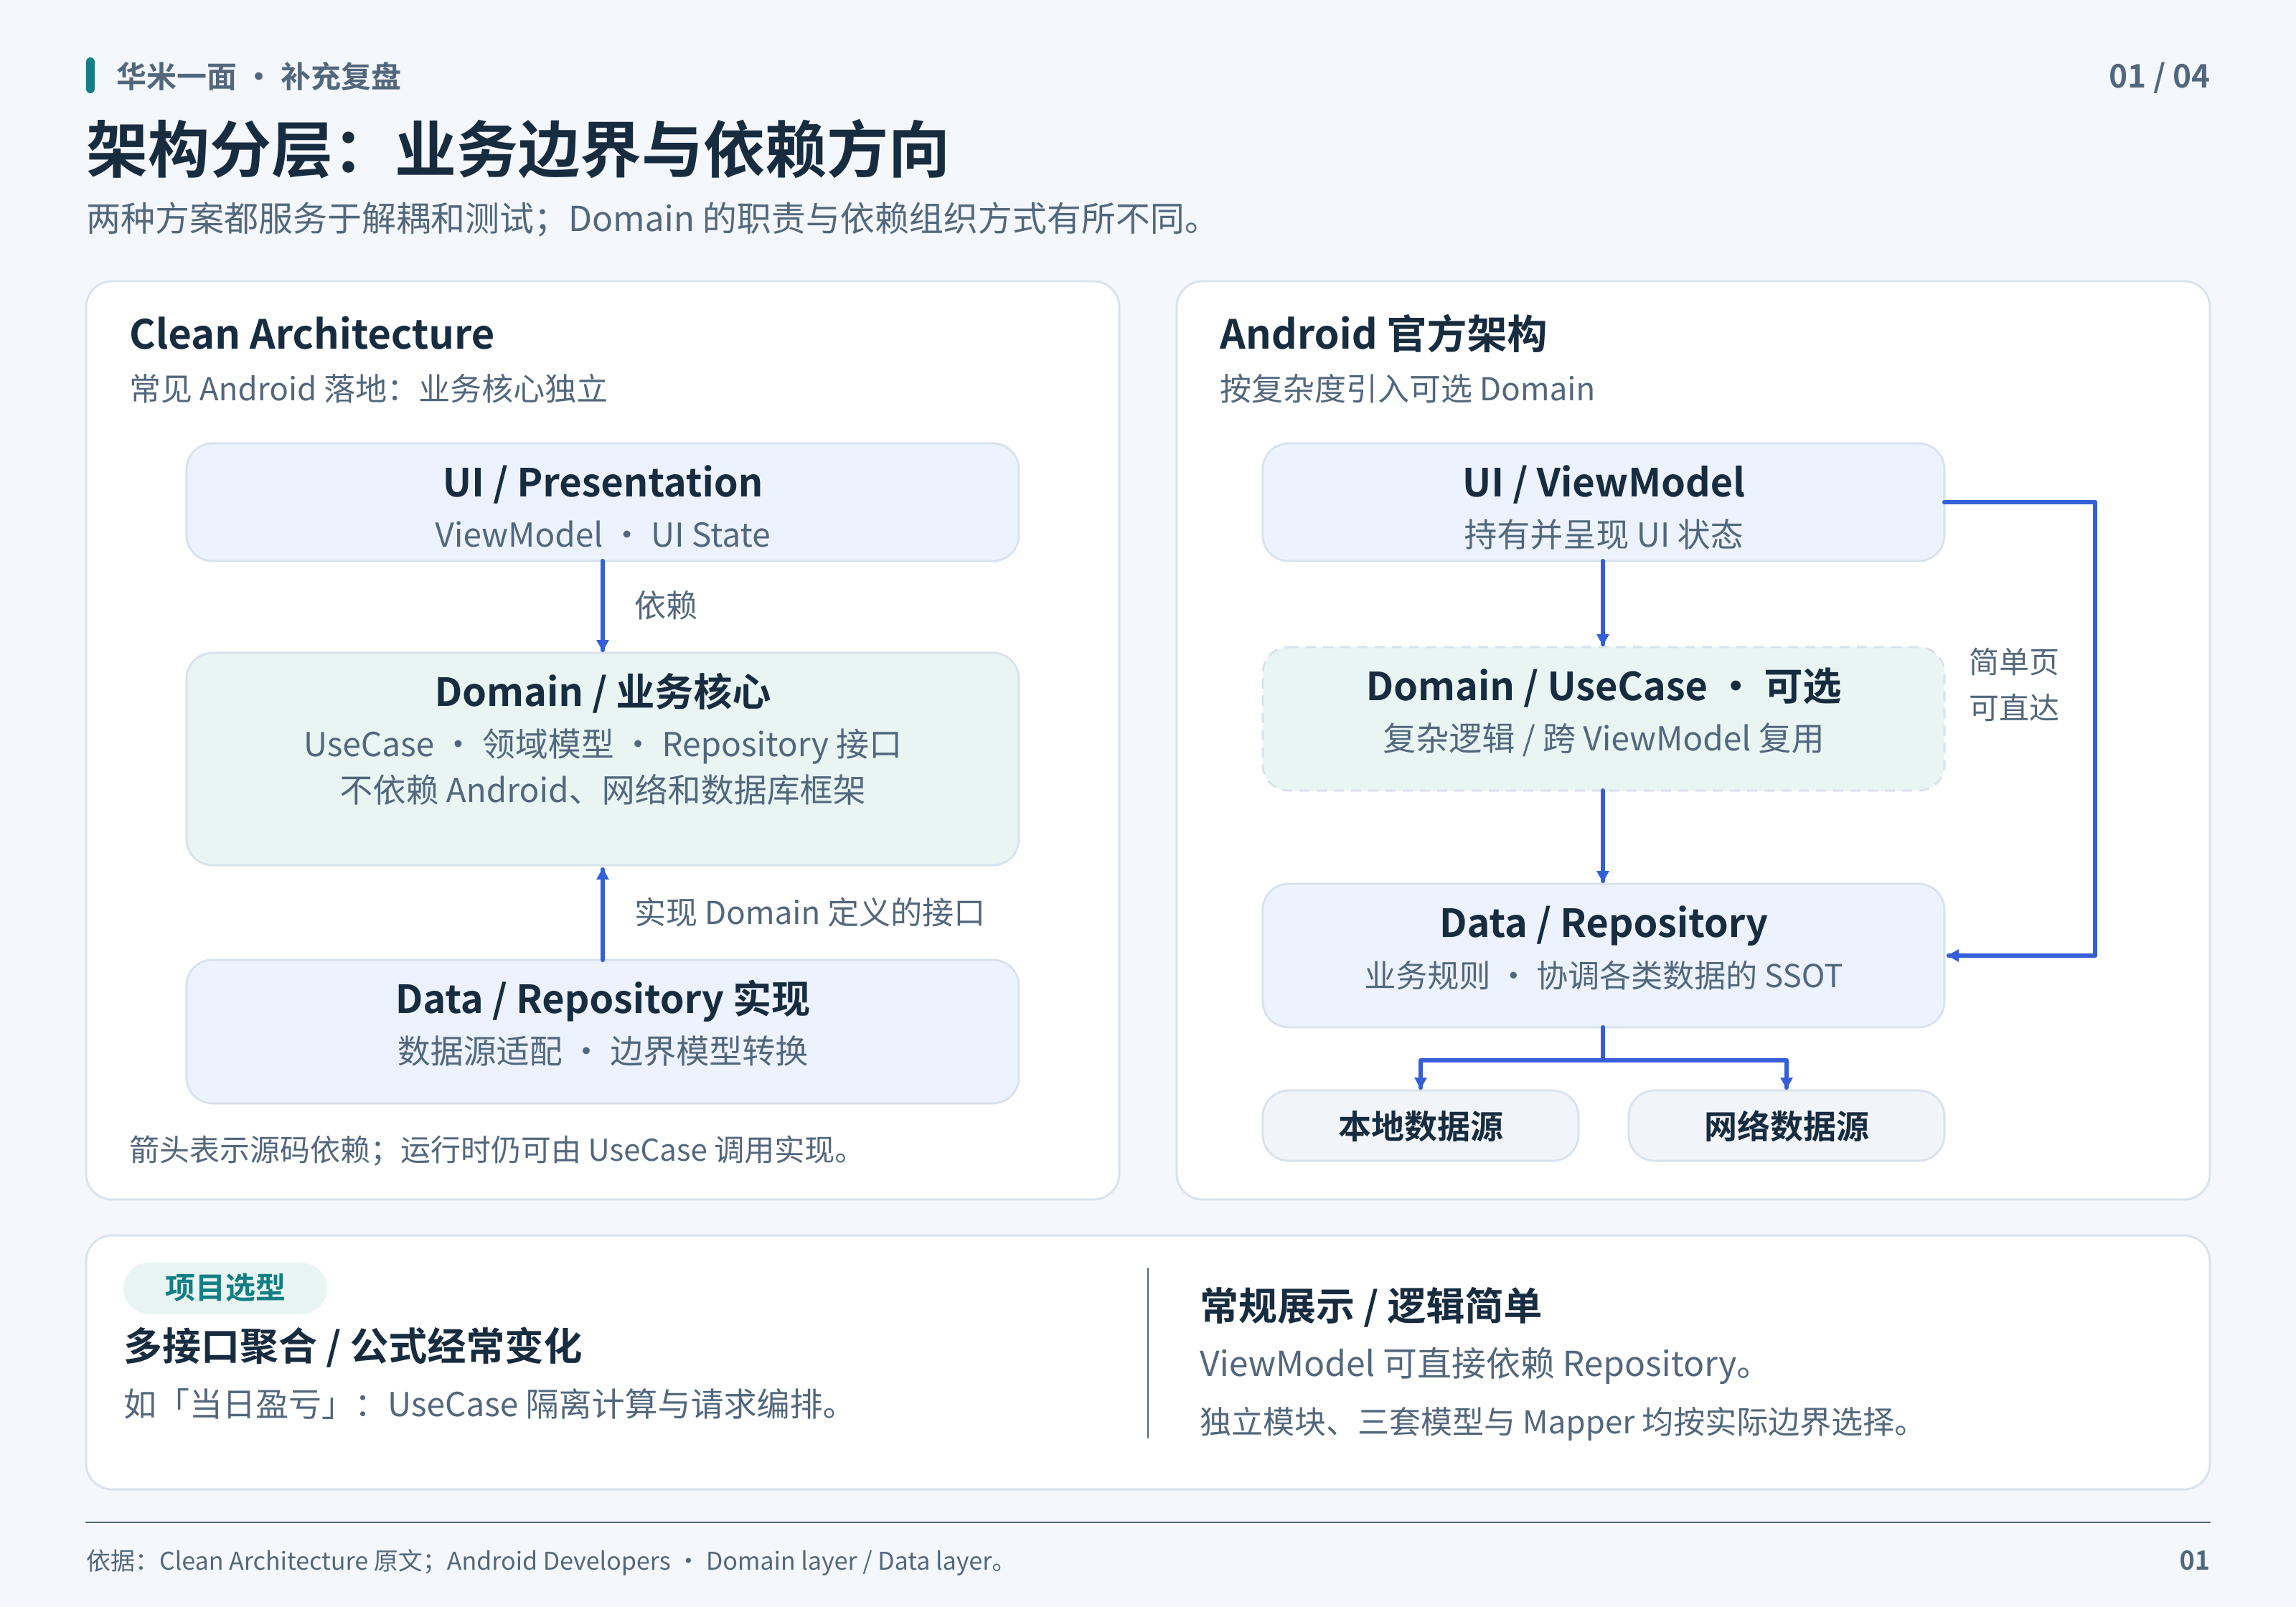 华米一面 · 补充复盘
01 / 04
架构分层：业务边界与依赖方向
两种方案都服务于解耦和测试；Domain 的职责与依赖组织方式有所不同。
Clean Architecture
常见 Android 落地：业务核心独立
UI / Presentation
ViewModel · UI State
依赖
Domain / 业务核心
UseCase · 领域模型 · Repository 接口
不依赖 Android、网络和数据库框架
实现 Domain 定义的接口
Data / Repository 实现
数据源适配 · 边界模型转换
箭头表示源码依赖；运行时仍可由 UseCase 调用实现。
Android 官方架构
按复杂度引入可选 Domain
UI / ViewModel
持有并呈现 UI 状态
Domain / UseCase · 可选
复杂逻辑 / 跨 ViewModel 复用
简单页
可直达
Data / Repository
业务规则 · 协调各类数据的 SSOT
本地数据源
网络数据源
项目选型
多接口聚合 / 公式经常变化
如「当日盈亏」：UseCase 隔离计算与请求编排。
常规展示 / 逻辑简单
ViewModel 可直接依赖 Repository。
独立模块、三套模型与 Mapper 均按实际边界选择。
依据：Clean Architecture 原文；Android Developers · Domain layer / Data layer。
01